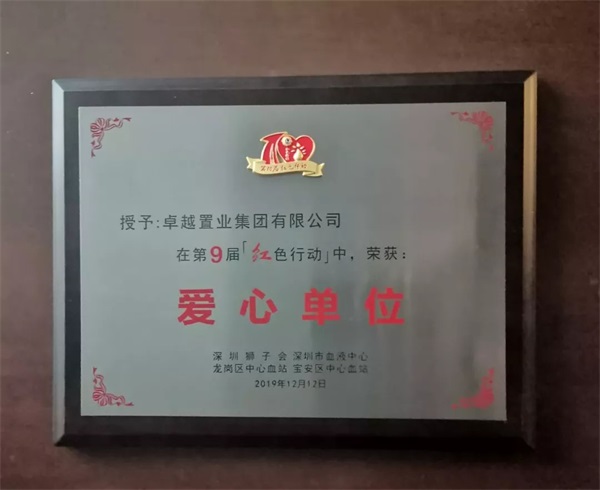 授予:卓越置业集团有限公司
在第9届「红色行动」中，荣获：
爱心单位
深圳狮子会 深圳市血液中心
龙岗区中心血站 宝安区中心血站
2019年12月12日